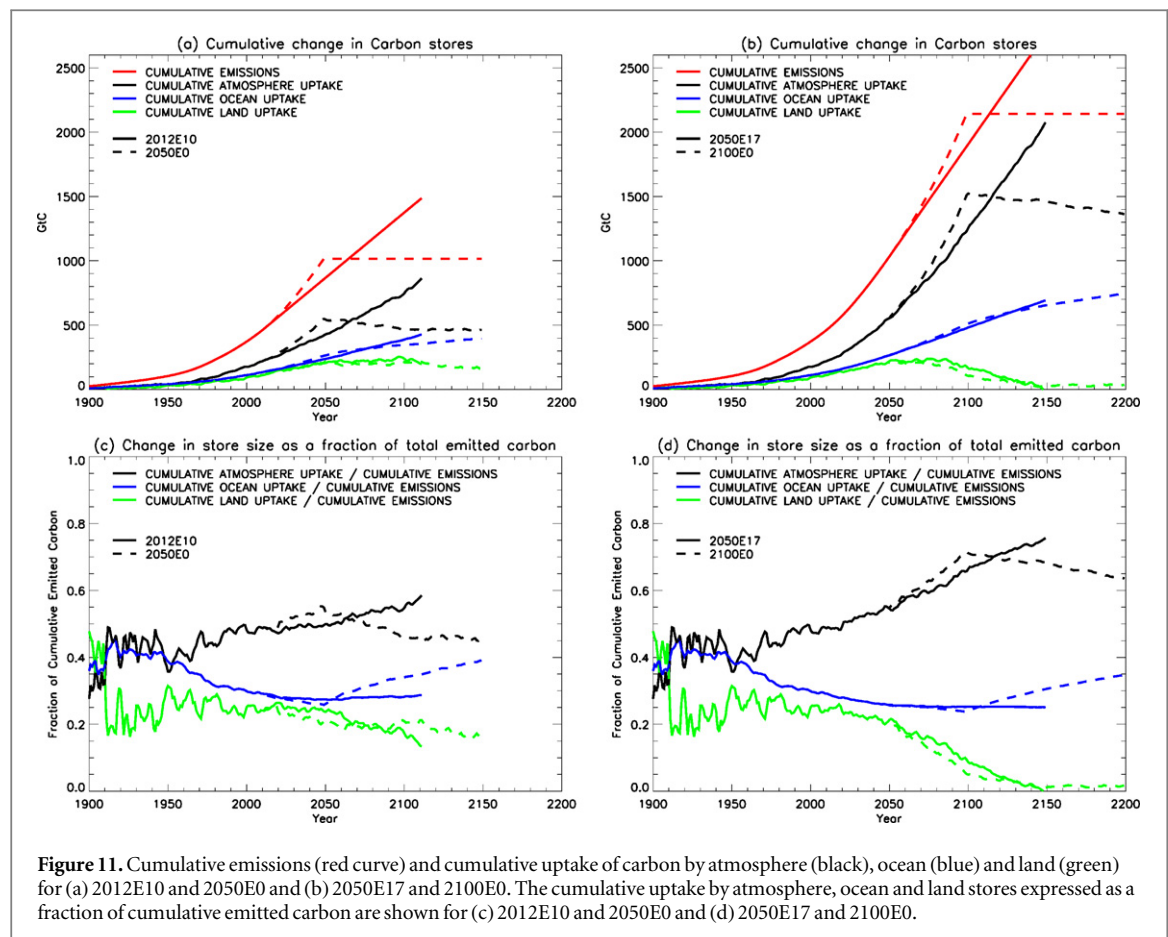 (a) Cumulative change in Carbon stores
2500
2000
1500
1000
500
0
GtC
CUMULATIVE EMISSIONS
CUMULATIVE ATMOSPHERE UPTAKE
CUMULATIVE OCEAN UPTAKE
CUMULATIVE LAND UPTAKE
2012E10
2050E0
1900 1950 2000 2050 2100 2150 2200
Year
(b) Cumulative change in Carbon stores
2500
2000
1500
1000
500
0
GtC
CUMULATIVE EMISSIONS
CUMULATIVE ATMOSPHERE UPTAKE
CUMULATIVE OCEAN UPTAKE
CUMULATIVE LAND UPTAKE
2050E17
2100E0
1900 1950 2000 2050 2100 2150 2200
Year
(c) Change in store size as a fraction of total emitted carbon
1.0
0.8
0.6
0.4
0.2
0.0
Fraction of Cumulative Emitted Carbon
CUMULATIVE ATMOSPHERE UPTAKE / CUMULATIVE EMISSIONS
CUMULATIVE OCEAN UPTAKE / CUMULATIVE EMISSIONS
CUMULATIVE LAND UPTAKE / CUMULATIVE EMISSIONS
2012E10
2050E0
1900 1950 2000 2050 2100 2150 2200
Year
(d) Change in store size as a fraction of total emitted carbon
1.0
0.8
0.6
0.4
0.2
0.0
Fraction of Cumulative Emitted Carbon
CUMULATIVE ATMOSPHERE UPTAKE / CUMULATIVE EMISSIONS
CUMULATIVE OCEAN UPTAKE / CUMULATIVE EMISSIONS
CUMULATIVE LAND UPTAKE / CUMULATIVE EMISSIONS
2050E17
2100E0
1900 1950 2000 2050 2100 2150 2200
Year
Figure 11. Cumulative emissions (red curve) and cumulative uptake of carbon by atmosphere (black), ocean (blue) and land (green)
for (a) 2012E10 and 2050E0 and (b) 2050E17 and 2100E0. The cumulative uptake by atmosphere, ocean and land stores expressed as a
fraction of cumulative emitted carbon are shown for (c) 2012E10 and 2050E0 and (d) 2050E17 and 2100E0.